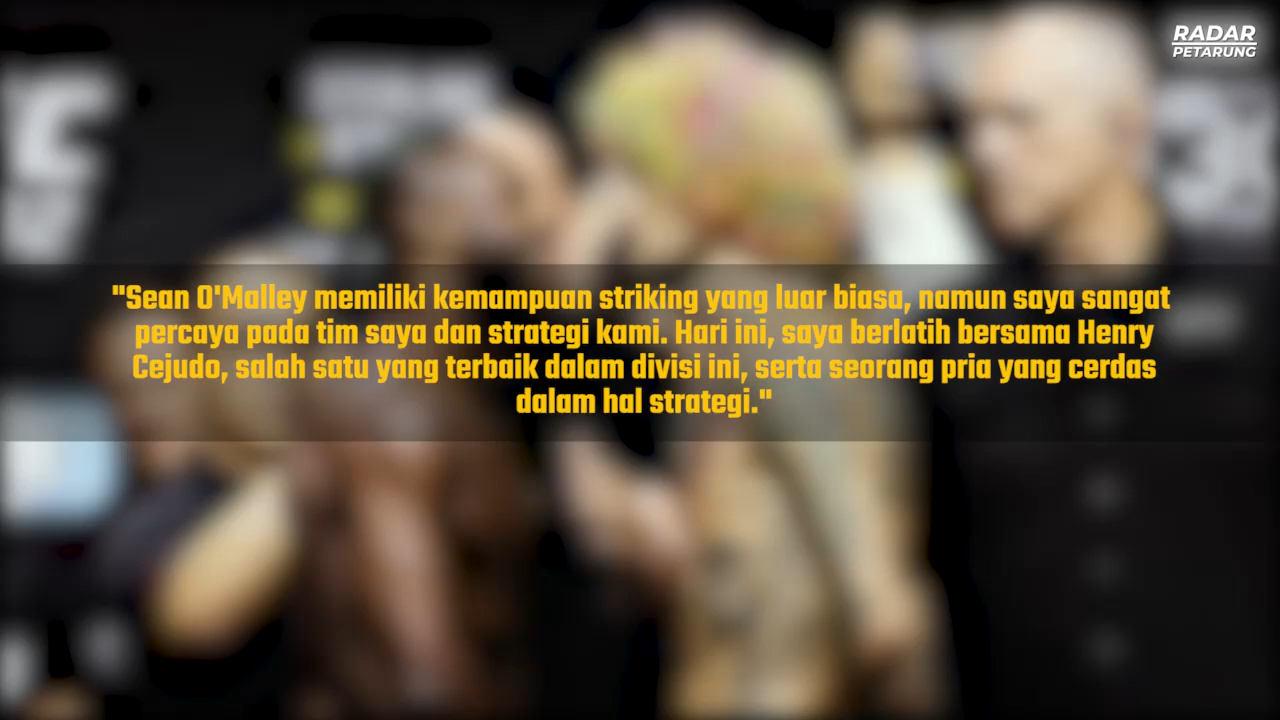 RADAR
PETARUNG
"Sean O'Malley memiliki kemampuan striking yang luar biasa, namun saya sangat
percaya pada tim saya dan strategi kami. Hari ini, saya berlatih bersama Henry
Cejudo, salah satu yang terbaik dalam divisi ini, serta seorang pria yang cerdas
dalam hal strategi."